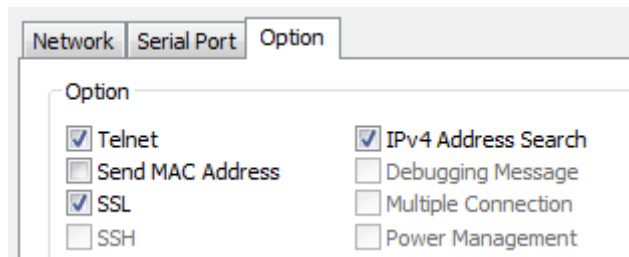 Network Serial Port Option
Option
Telnet
IPv4 Address Search
Send MAC Address
Debugging Message
SSL
Multiple Connection
SSH
Power Management